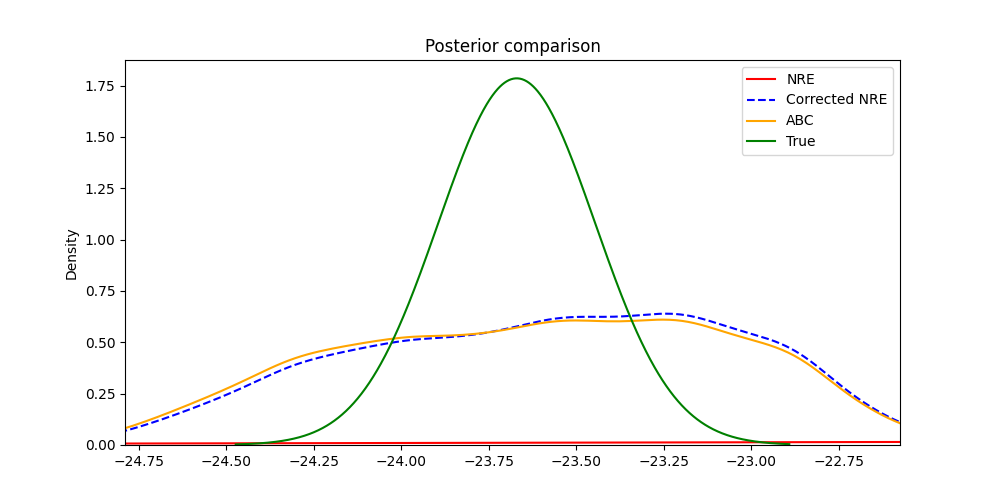 Posterior comparison
NRE
Corrected NRE
ABC
True
Density
1.75
1.50
1.25
1.00
0.75
0.50
0.25
0.00
−24.75 −24.50 −24.25 −24.00 −23.75 −23.50 −23.25 −23.00 −22.75